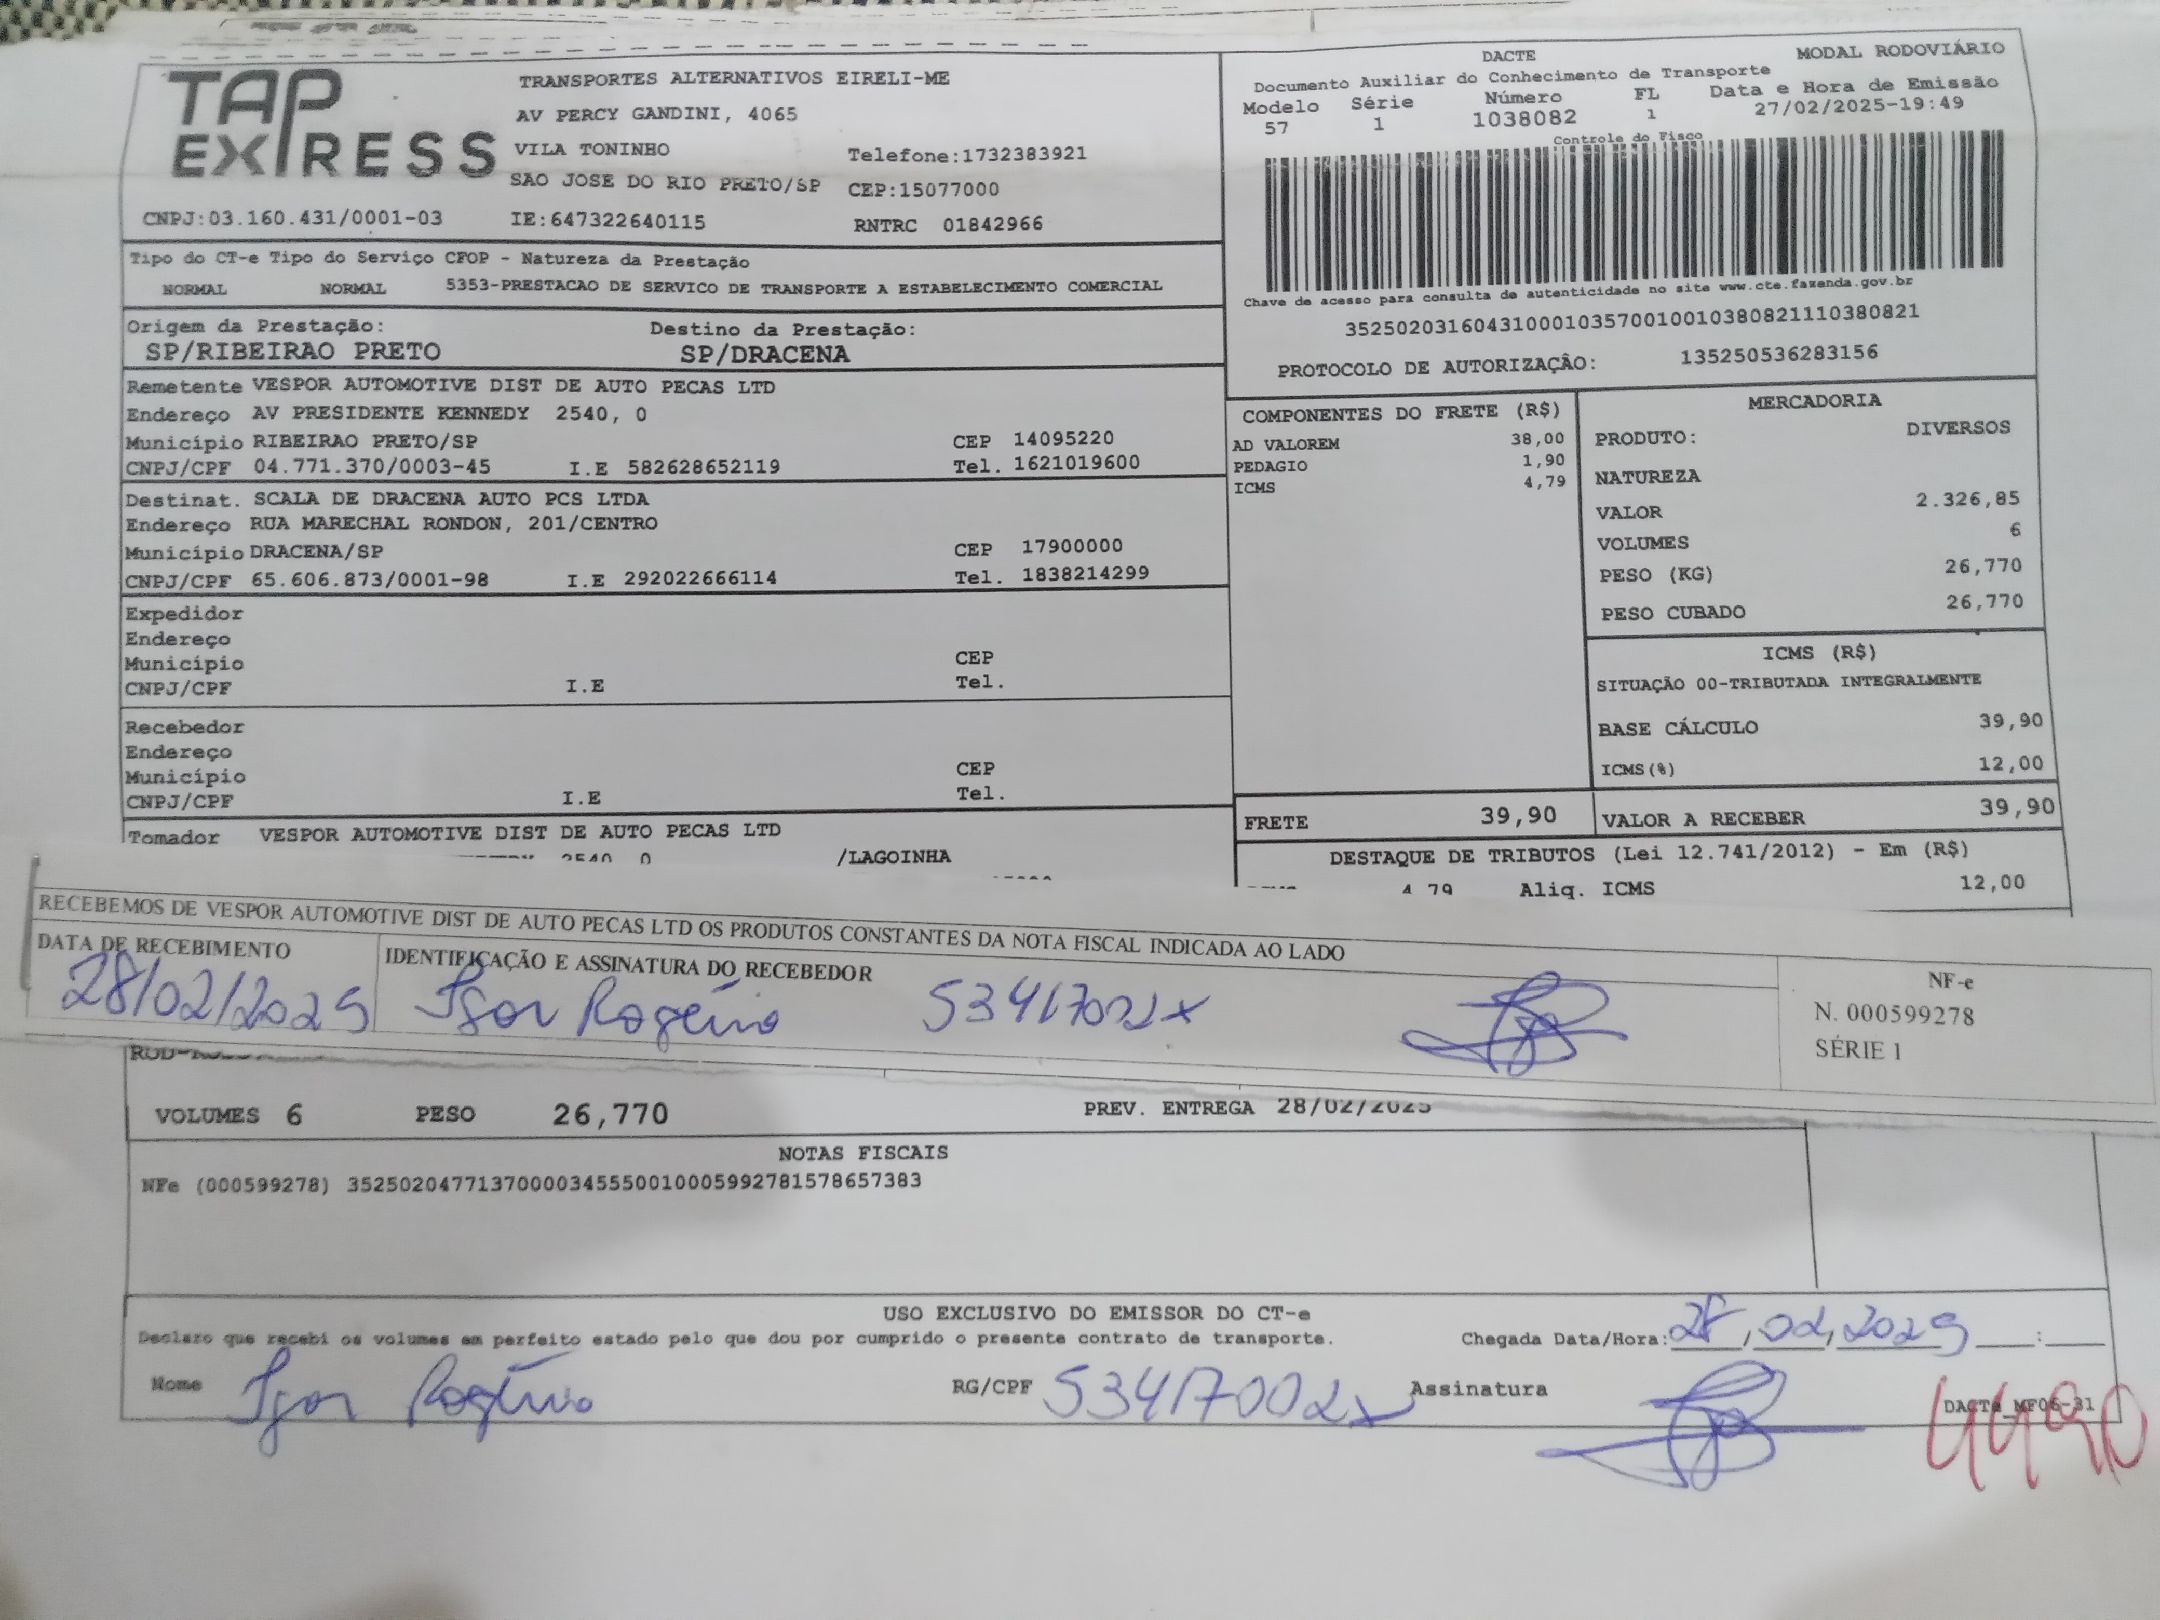 TAP EXPRESS
TRANSPORTES ALTERNATIVOS EIRELI-ME
AV PERCY GANDINI, 4065
VILA TONINHO Telefone:1732383921
SAO JOSE DO RIO PRETO/SP CEP:15077000
CNPJ:03.160.431/0001-03 IE:647322640115 RNTRC 01842966
DACTE MODAL RODOVIÁRIO
Documento Auxiliar do Conhecimento de Transporte
Modelo Série Número FL Data e Hora de Emissão
57 1 1038082 1 27/02/2025-19:49
Controle do Fisco
Chave de acesso para consulta de autenticidade no site www.cte.fazenda.gov.br
35250203160431000103570010010380821110380821
PROTOCOLO DE AUTORIZAÇÃO: 135250536283156
Tipo do CT-e Tipo do Serviço CFOP - Natureza da Prestação
NORMAL NORMAL 5353-PRESTACAO DE SERVICO DE TRANSPORTE A ESTABELECIMENTO COMERCIAL
Origem da Prestação: Destino da Prestação:
SP/RIBEIRAO PRETO SP/DRACENA
Remetente VESPOR AUTOMOTIVE DIST DE AUTO PECAS LTD
Endereço AV PRESIDENTE KENNEDY 2540, 0
Município RIBEIRAO PRETO/SP CEP 14095220
CNPJ/CPF 04.771.370/0003-45 I.E 582628652119 Tel. 1621019600
Destinat. SCALA DE DRACENA AUTO PCS LTDA
Endereço RUA MARECHAL RONDON, 201/CENTRO
Município DRACENA/SP CEP 17900000
CNPJ/CPF 65.606.873/0001-98 I.E 292022666114 Tel. 1838214299
Expedidor
Endereço
Município CEP
CNPJ/CPF I.E Tel.
Recebedor
Endereço
Município CEP
CNPJ/CPF I.E Tel.
Tomador VESPOR AUTOMOTIVE DIST DE AUTO PECAS LTD
2540, 0 /LAGOINHA
COMPONENTES DO FRETE (R$)
AD VALOREM 38,00
PEDAGIO 1,90
ICMS 4,79
MERCADORIA
PRODUTO: DIVERSOS
NATUREZA
VALOR 2.326,85
VOLUMES 6
PESO (KG) 26,770
PESO CUBADO 26,770
ICMS (R$)
SITUAÇÃO 00-TRIBUTADA INTEGRALMENTE
BASE CÁLCULO 39,90
ICMS(%) 12,00
FRETE 39,90 VALOR A RECEBER 39,90
DESTAQUE DE TRIBUTOS (Lei 12.741/2012) - Em (R$)
4,79 Aliq. ICMS 12,00
RECEBEMOS DE VESPOR AUTOMOTIVE DIST DE AUTO PECAS LTD OS PRODUTOS CONSTANTES DA NOTA FISCAL INDICADA AO LADO
DATA DE RECEBIMENTO IDENTIFICAÇÃO E ASSINATURA DO RECEBEDOR
28/02/2025 Igor Rogério 53417002x
NF-e
N. 000599278
SÉRIE 1
VOLUMES 6 PESO 26,770 PREV. ENTREGA 28/02/2025
NOTAS FISCAIS
NFe (000599278) 35250204771370000345550010005992781578657383
USO EXCLUSIVO DO EMISSOR DO CT-e
Declaro que recebi os volumes em perfeito estado pelo que dou por cumprido o presente contrato de transporte. Chegada Data/Hora: 28/02/2025 :
Nome Igor Rogério RG/CPF 53417002x Assinatura
DACTe_MF06-31
4490